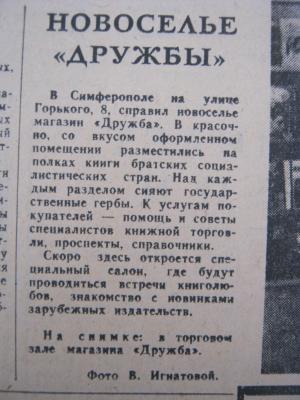 НОВОСЕЛЬЕ
«ДРУЖБЫ»
В Симферополе на улице
Горького, 8, справил новоселье
магазин «Дружба». В красоч-
но, со вкусом оформленном
помещении разместились на
полках книги братских социа-
листических стран. Над каж-
дым разделом сияют государ-
ственные гербы. К услугам по-
купателей — помощь и советы
специалистов книжной торгов-
ли, проспекты, справочники.
Скоро здесь откроется спе-
циальный салон, где будут
проводиться встречи книголю-
бов, знакомство с новинками
зарубежных издательств.
На снимке: в торговом
зале магазина «Дружба».
Фото В. Игнатовой.